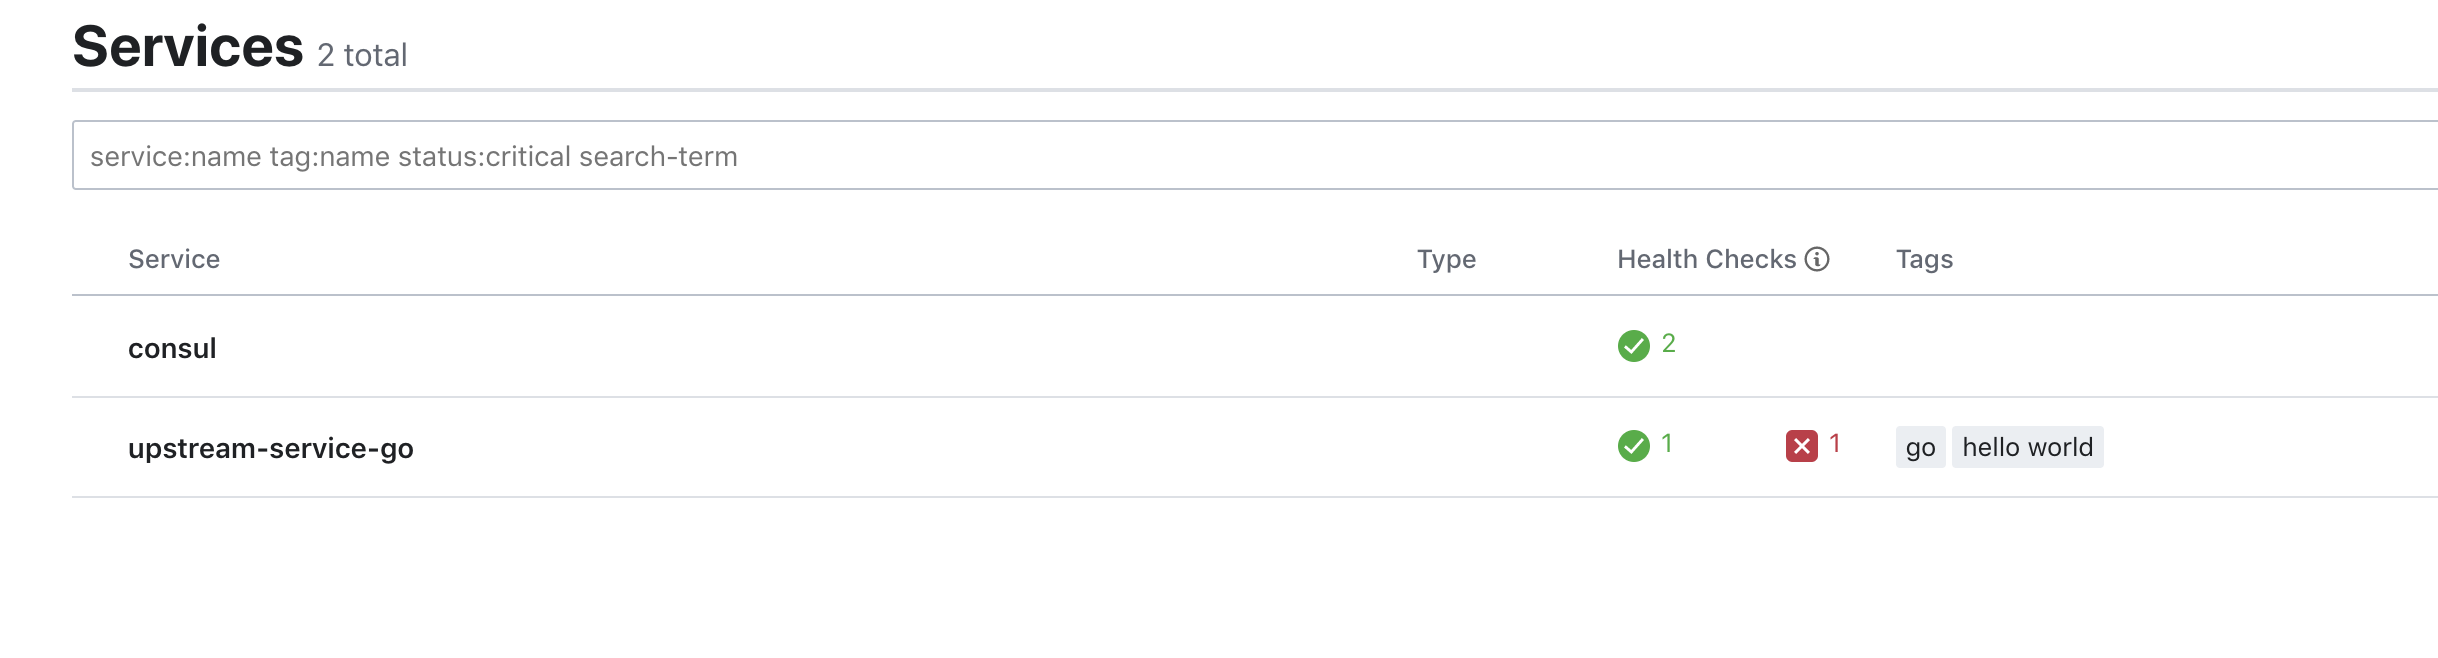 Services 2 total
service:name tag:name status:critical search-term
Service Type Health Checks Tags
consul 2
upstream-service-go 1 1 go hello world